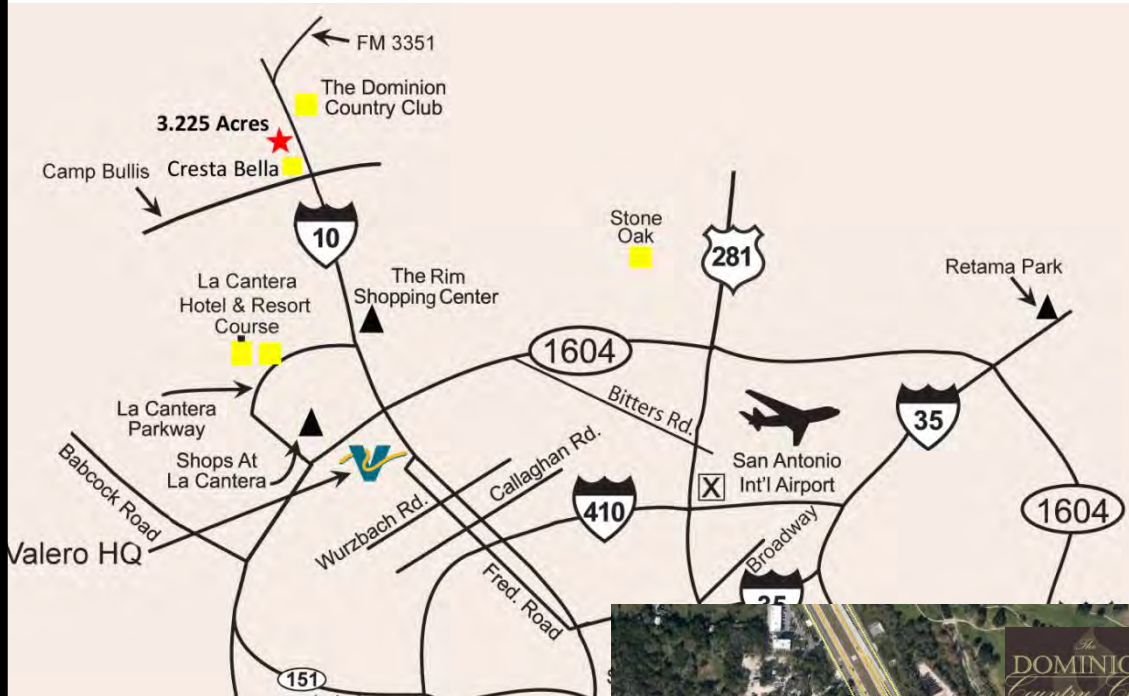 FM 3351
The Dominion
Country Club
3.225 Acres
Camp Bullis
Cresta Bella
10
Stone
Oak
281
Retama Park
La Cantera
Hotel & Resort
Course
The Rim
Shopping Center
1604
La Cantera
Parkway
Bitters Rd.
35
Babcock Road
Shops At
La Cantera
V
Wurzbach Rd.
Callaghan Rd.
410
X
San Antonio
Int'l Airport
1604
Valero HQ
Fred. Road
Broadway
35
151
The
DOMINIO